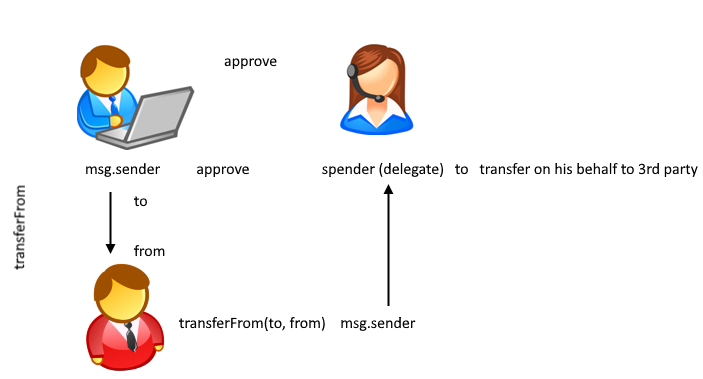 approve
msg.sender approve spender (delegate) to transfer on his behalf to 3rd party
to
transferFrom
from
transferFrom(to, from) msg.sender